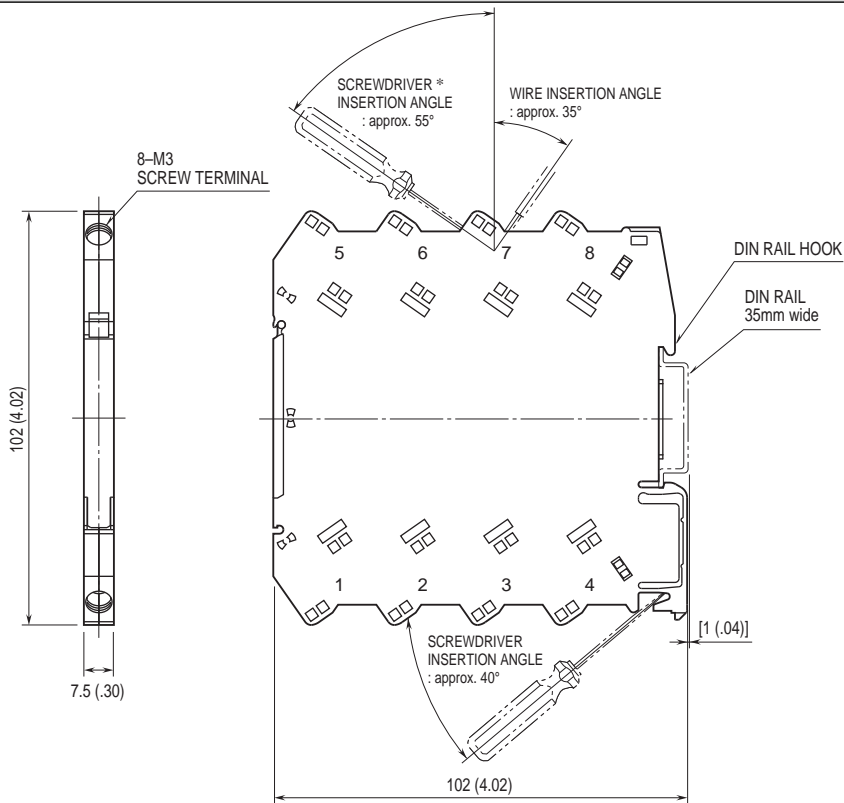 SCREWDRIVER *
INSERTION ANGLE
: approx. 55°
WIRE INSERTION ANGLE
: approx. 35°
8–M3
SCREW TERMINAL
5
6
7
8
DIN RAIL HOOK
DIN RAIL
35mm wide
102 (4.02)
1
2
3
4
SCREWDRIVER
INSERTION ANGLE
: approx. 40°
[1 (.04)]
7.5 (.30)
102 (4.02)